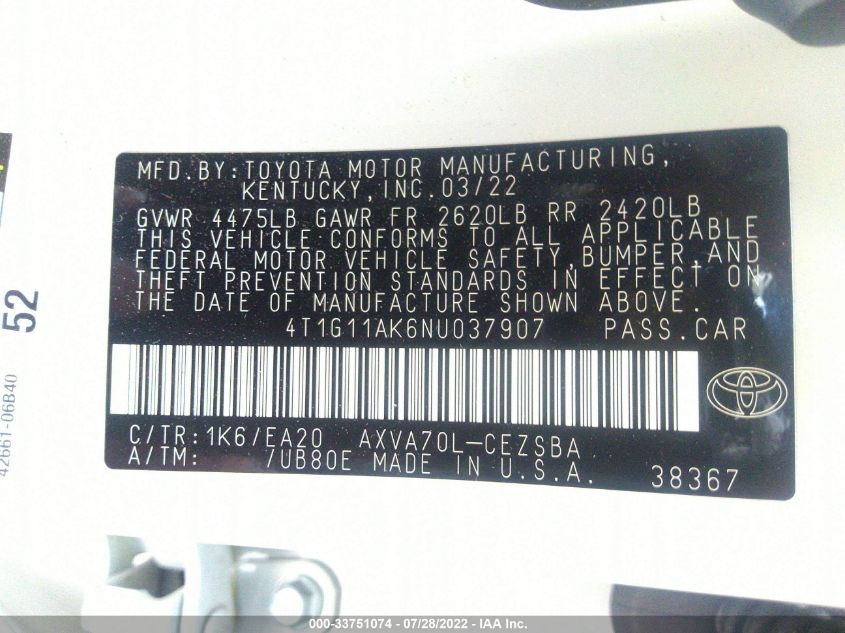 MFD.BY:TOYOTA MOTOR MANUFACTURING,
KENTUCKY,INC.03/22
GVWR 4475LB GAWR FR 2620LB RR 2420LB
THIS VEHICLE CONFORMS TO ALL APPLICABLE
FEDERAL MOTOR VEHICLE SAFETY,BUMPER,AND
THEFT PREVENTION STANDARDS IN EFFECT ON
THE DATE OF MANUFACTURE SHOWN ABOVE.
4T1G11AK6NU037907 PASS.CAR
C/TR:1K6/EA20 AXVA70L-CEZSBA
A/TM: /UB80E MADE IN U.S.A. 38367
52
42661-06B40
000-33751074 - 07/28/2022 - IAA Inc.